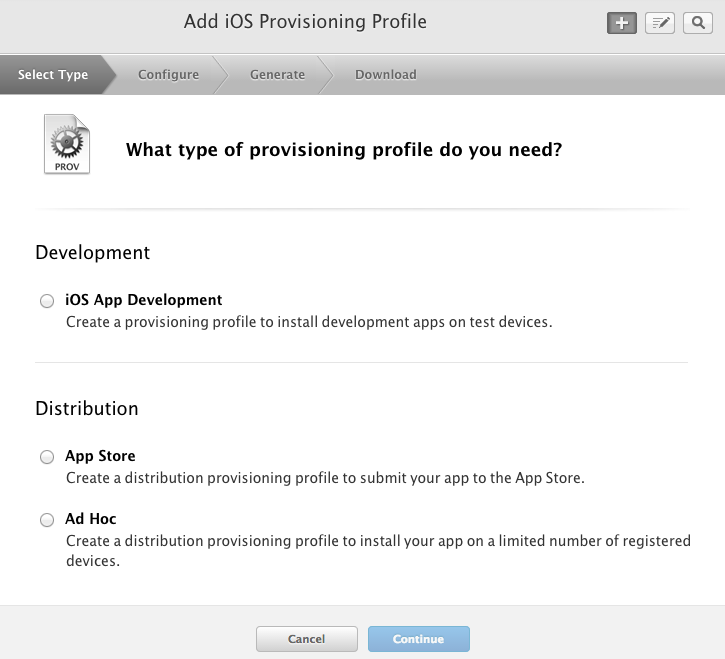 Add iOS Provisioning Profile
Select Type
Configure
Generate
Download
PROV
What type of provisioning profile do you need?
Development
iOS App Development
Create a provisioning profile to install development apps on test devices.
Distribution
App Store
Create a distribution provisioning profile to submit your app to the App Store.
Ad Hoc
Create a distribution provisioning profile to install your app on a limited number of registered
devices.
Cancel
Continue